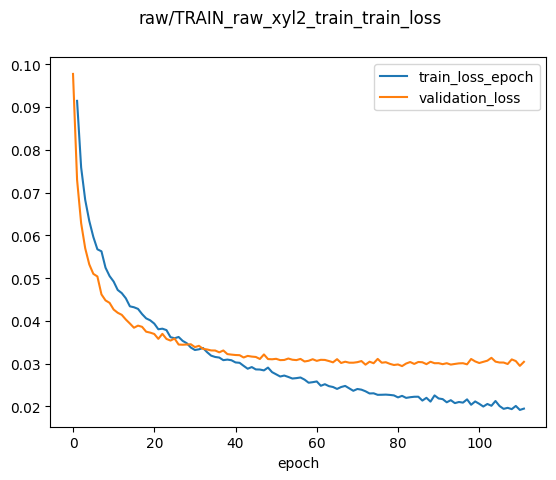 raw/TRAIN_raw_xyl2_train_train_loss
train_loss_epoch
validation_loss
0.10
0.09
0.08
0.07
0.06
0.05
0.04
0.03
0.02
0 20 40 60 80 100
epoch